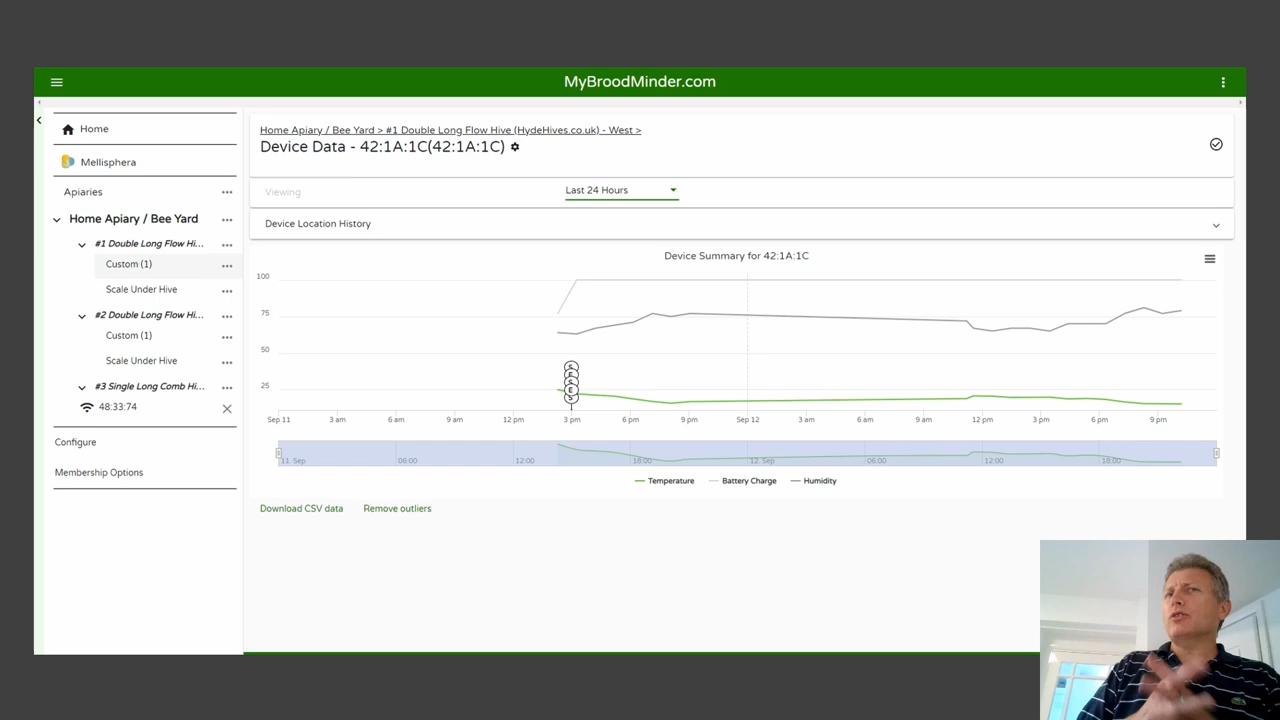 MyBroodMinder.com
Home
Mellisphera
Apiaries
Home Apiary / Bee Yard
#1 Double Long Flow Hi...
Custom (1)
Scale Under Hive
#2 Double Long Flow Hi...
Custom (1)
Scale Under Hive
#3 Single Long Comb Hi...
48:33:74
Configure
Membership Options
Home Apiary / Bee Yard > #1 Double Long Flow Hive (HydeHives.co.uk) - West >
Device Data - 42:1A:1C(42:1A:1C)
Viewing
Last 24 Hours
Device Location History
Device Summary for 42:1A:1C
100
75
50
25
S
E
S
E
S
Sep 11 3 am 6 am 9 am 12 pm 3 pm 6 pm 9 pm Sep 12 3 am 6 am 9 am 12 pm 3 pm 6 pm 9 pm
11. Sep 06:00 12:00 18:00 12. Sep 06:00 12:00 18:00
Temperature Battery Charge Humidity
Download CSV data Remove outliers